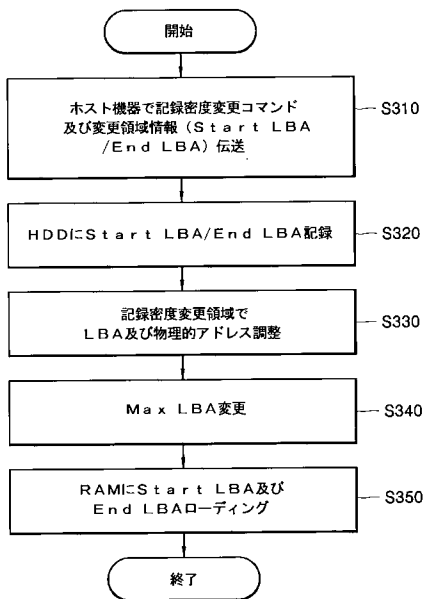 開始
ホスト機器で記録密度変更コマンド
及び変更領域情報（Start LBA
/End LBA）伝送
S310
HDDにStart LBA/End LBA記録
S320
記録密度変更領域で
LBA及び物理的アドレス調整
S330
Max LBA変更
S340
RAMにStart LBA及び
End LBAローディング
S350
終了